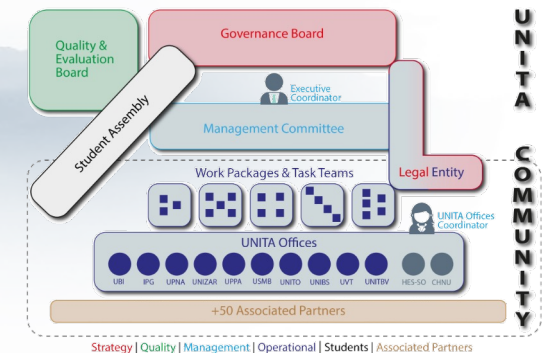 Quality &
Evaluation
Board
Governance Board
UNITA COMMUNITY
Student Assembly
Executive
Coordinator
Management Committee
Work Packages & Task Teams
Legal Entity
UNITA Offices
Coordinator
UNITA Offices
UBI IPG UPNA UNIZAR UPPA USMB UNITO UNIBS UVT UNITBV HES-SO CHNU
+50 Associated Partners
Strategy | Quality | Management | Operational | Students | Associated Partners